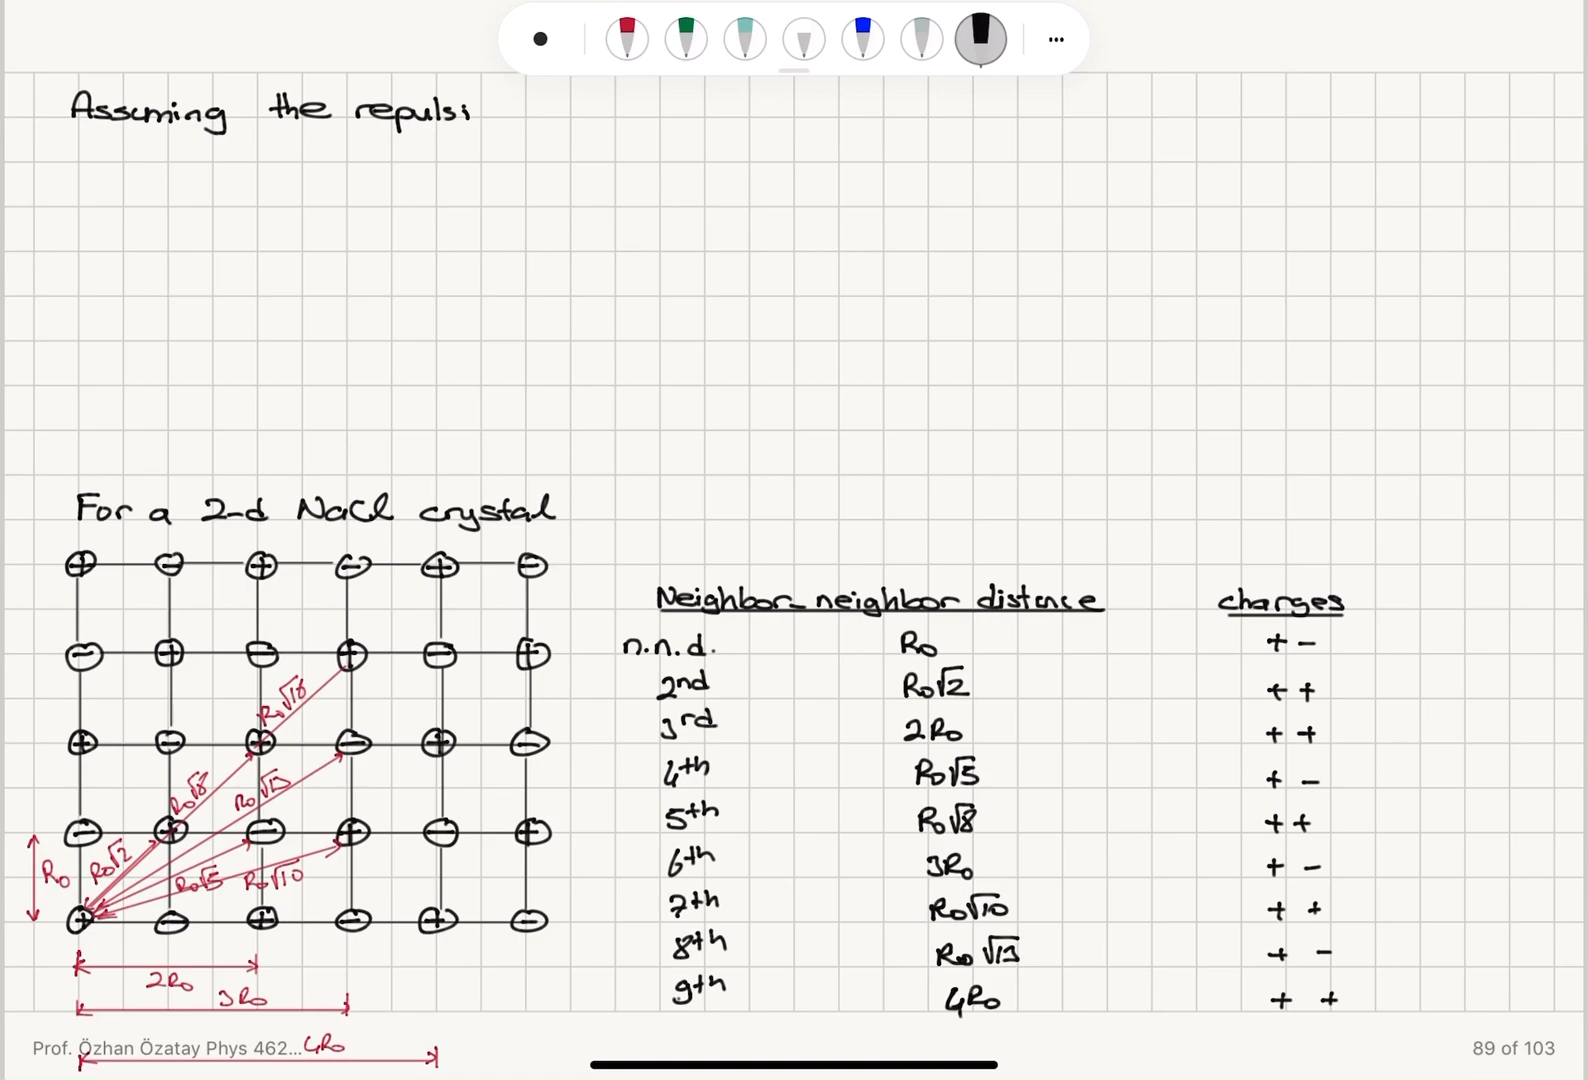 Assuming the repulsi
For a 2-d NaCl crystal
+ - + - + -
- + - + - +
R₀√18
+ - + - + -
R₀√8 R₀√13
- + - + - +
R₀ R₀√2 R₀√5 R₀√10
+ - + - + -
2R₀
3R₀
4R₀
Neighbor-neighbor distance charges
n.n.d. R₀ + -
2nd R₀√2 + +
3rd 2R₀ + +
4th R₀√5 + -
5th R₀√8 + +
6th 3R₀ + -
7th R₀√10 + +
8th R₀√13 + -
9th 4R₀ + +
Prof. Özhan Özatay Phys 462...
89 of 103